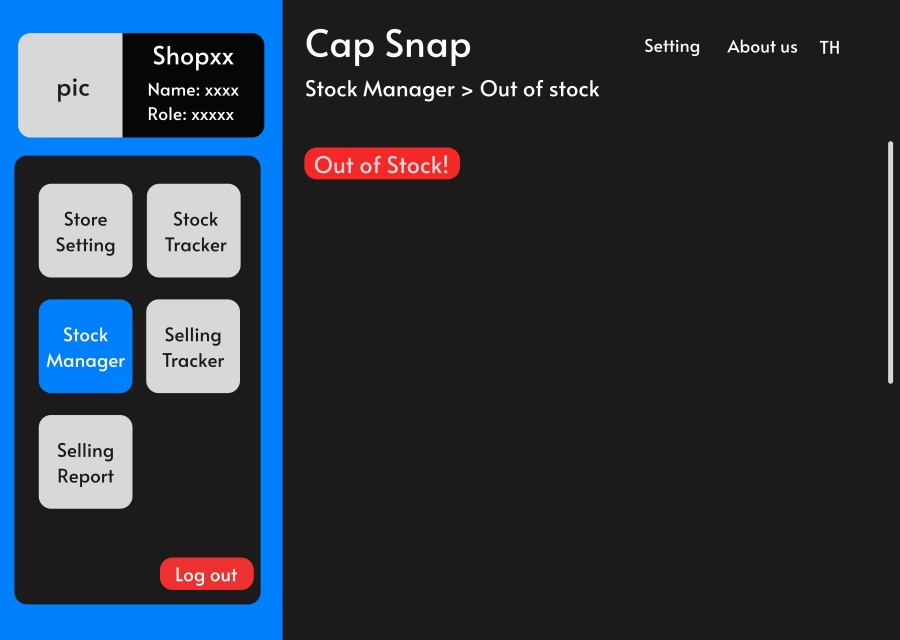 pic
Shopxx
Name: xxxx
Role: xxxxx
Store
Setting
Stock
Tracker
Stock
Manager
Selling
Tracker
Selling
Report
Log out
Cap Snap
Setting
About us
TH
Stock Manager > Out of stock
Out of Stock!